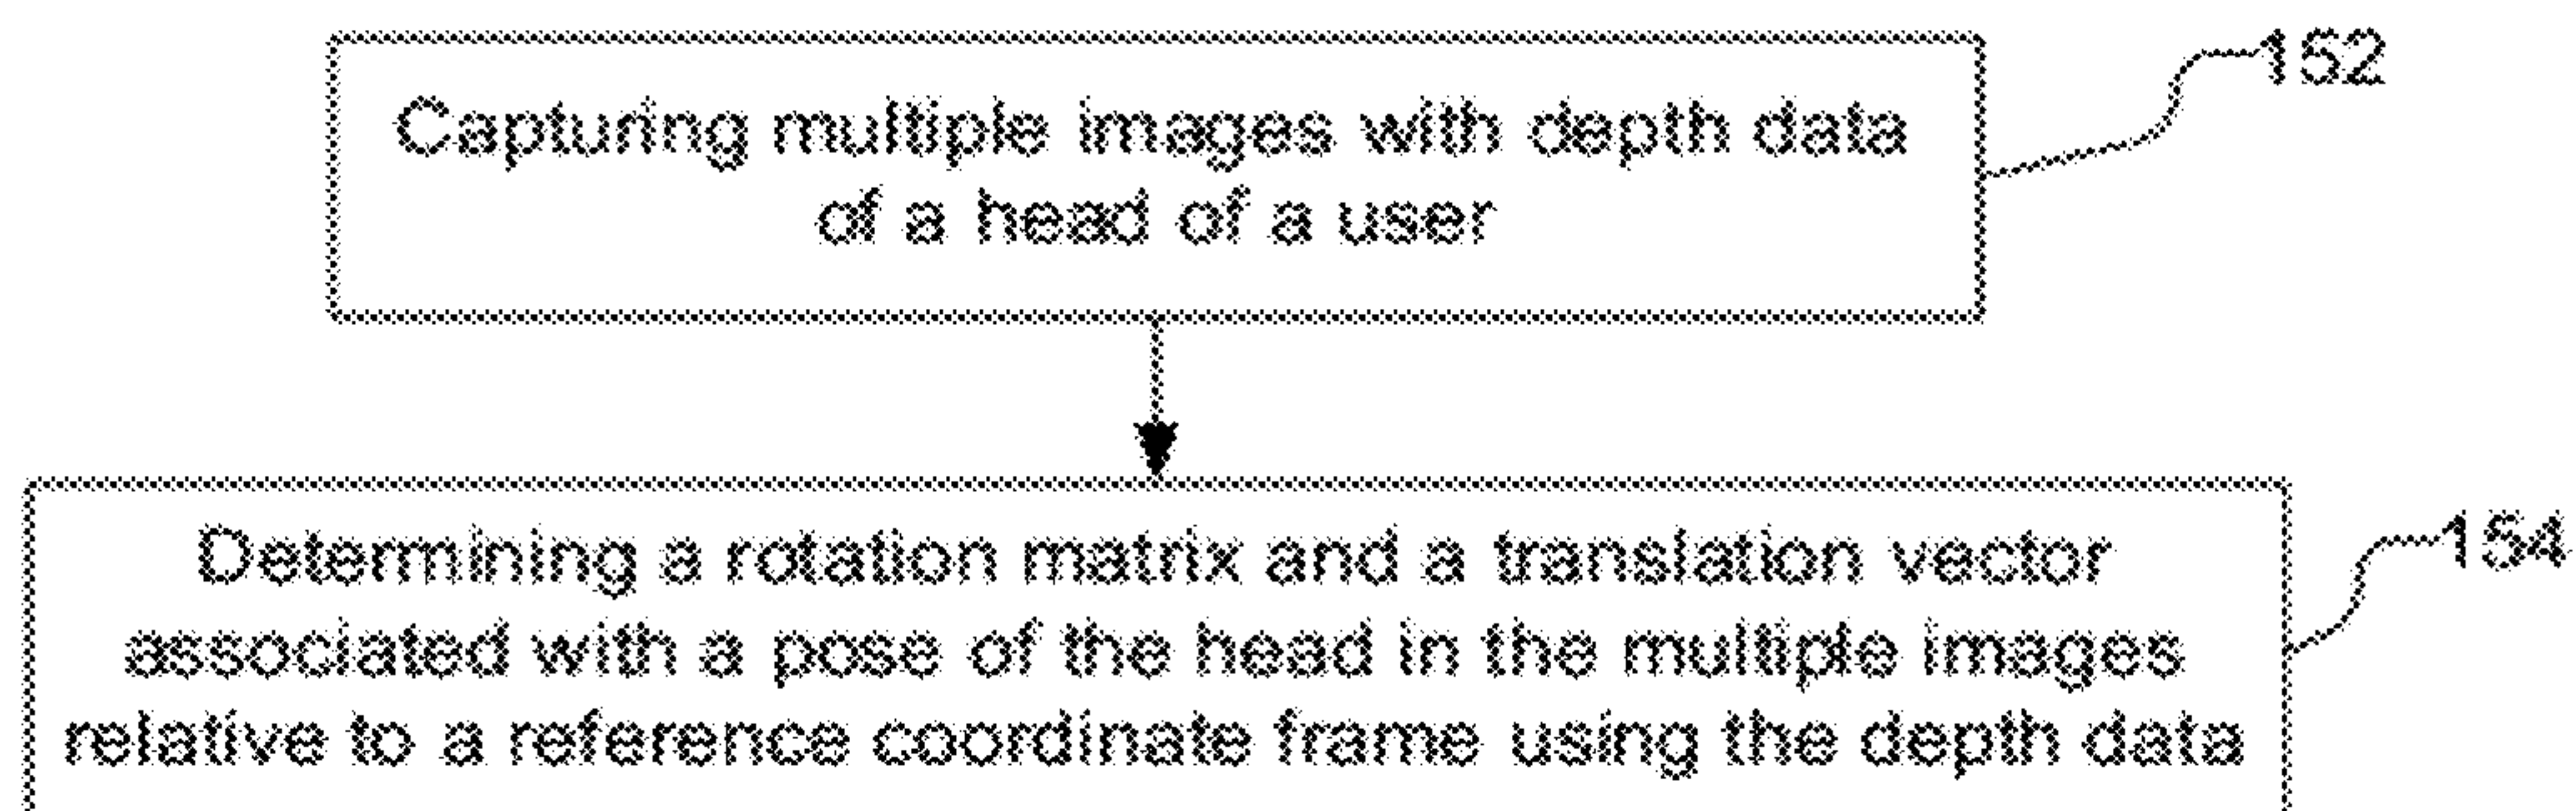 152
Capturing multiple images with depth data
of a head of a user
154
Determining a rotation matrix and a translation vector
associated with a pose of the head in the multiple images
relative to a reference coordinate frame using the depth data